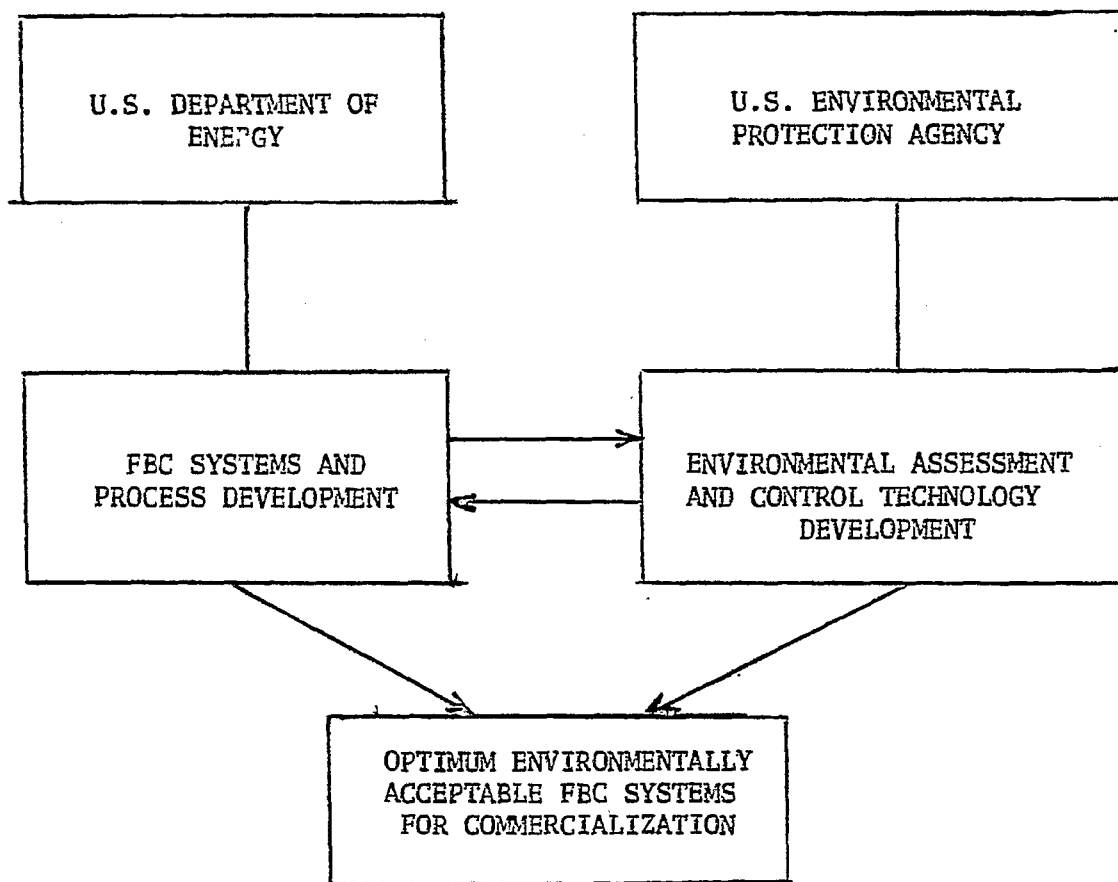 U.S. DEPARTMENT OF
ENERGY
U.S. ENVIRONMENTAL
PROTECTION AGENCY
FBC SYSTEMS AND
PROCESS DEVELOPMENT
ENVIRONMENTAL ASSESSMENT
AND CONTROL TECHNOLOGY
DEVELOPMENT
OPTIMUM ENVIRONMENTALLY
ACCEPTABLE FBC SYSTEMS
FOR COMMERCIALIZATION